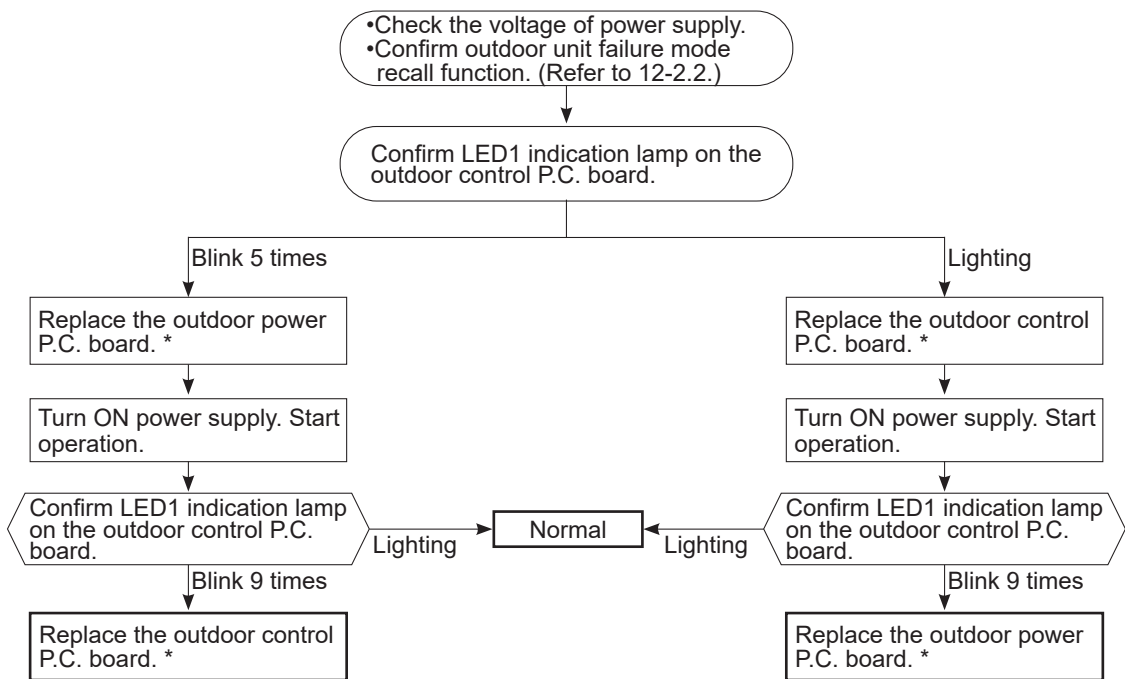 •Check the voltage of power supply.
•Confirm outdoor unit failure mode
recall function. (Refer to 12-2.2.)
Confirm LED1 indication lamp on the
outdoor control P.C. board.
Blink 5 times
Lighting
Replace the outdoor power
P.C. board. *
Replace the outdoor control
P.C. board. *
Turn ON power supply. Start
operation.
Turn ON power supply. Start
operation.
Confirm LED1 indication lamp
on the outdoor control P.C.
board.
Lighting
Normal
Lighting
Confirm LED1 indication lamp
on the outdoor control P.C.
board.
Blink 9 times
Blink 9 times
Replace the outdoor control
P.C. board. *
Replace the outdoor power
P.C. board. *